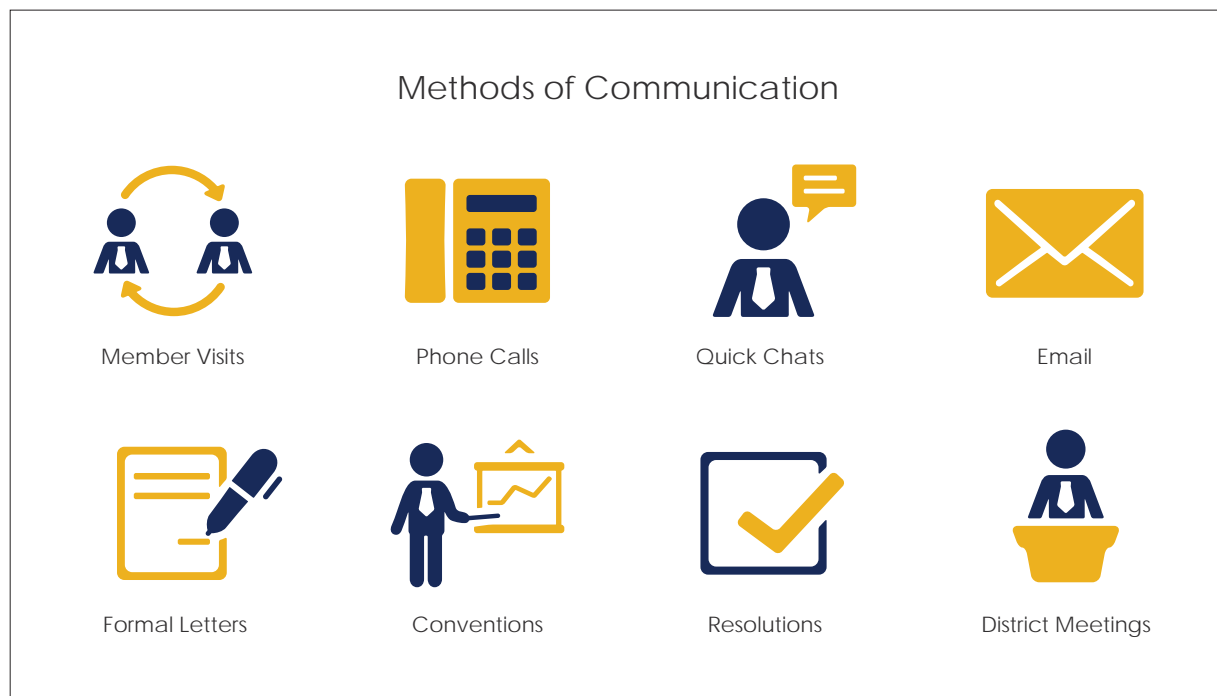 Methods of Communication
Member Visits
Phone Calls
Quick Chats
Email
Formal Letters
Conventions
Resolutions
District Meetings